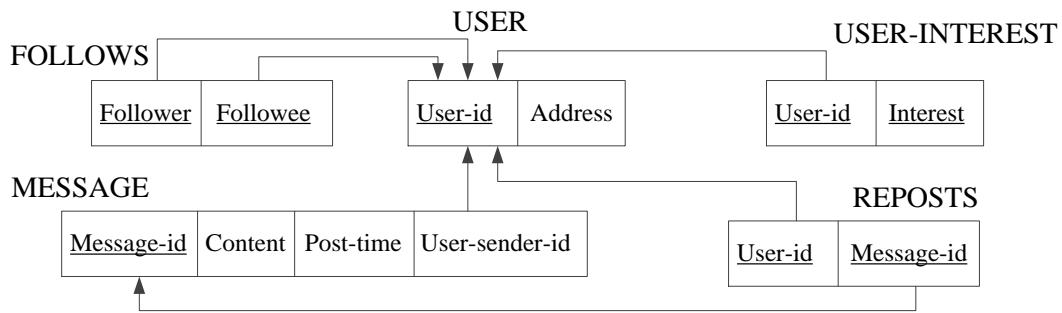 USER
USER-INTEREST
FOLLOWS
Follower Followee
User-id Address
User-id Interest
MESSAGE
REPOSTS
Message-id Content Post-time User-sender-id
User-id Message-id